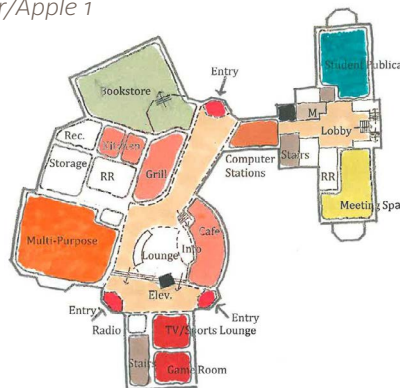 r/Apple 1
Student Publica
Entry
Bookstore
M
Lobby
Rec.
Kitchen
Computer
Stations
Stairs
Storage
RR
Grill
RR
Meeting Spa
Cafe
Multi-Purpose
Info
Lounge
Elev.
Entry
Entry
Radio
TV/Sports Lounge
Stairs
Game Room